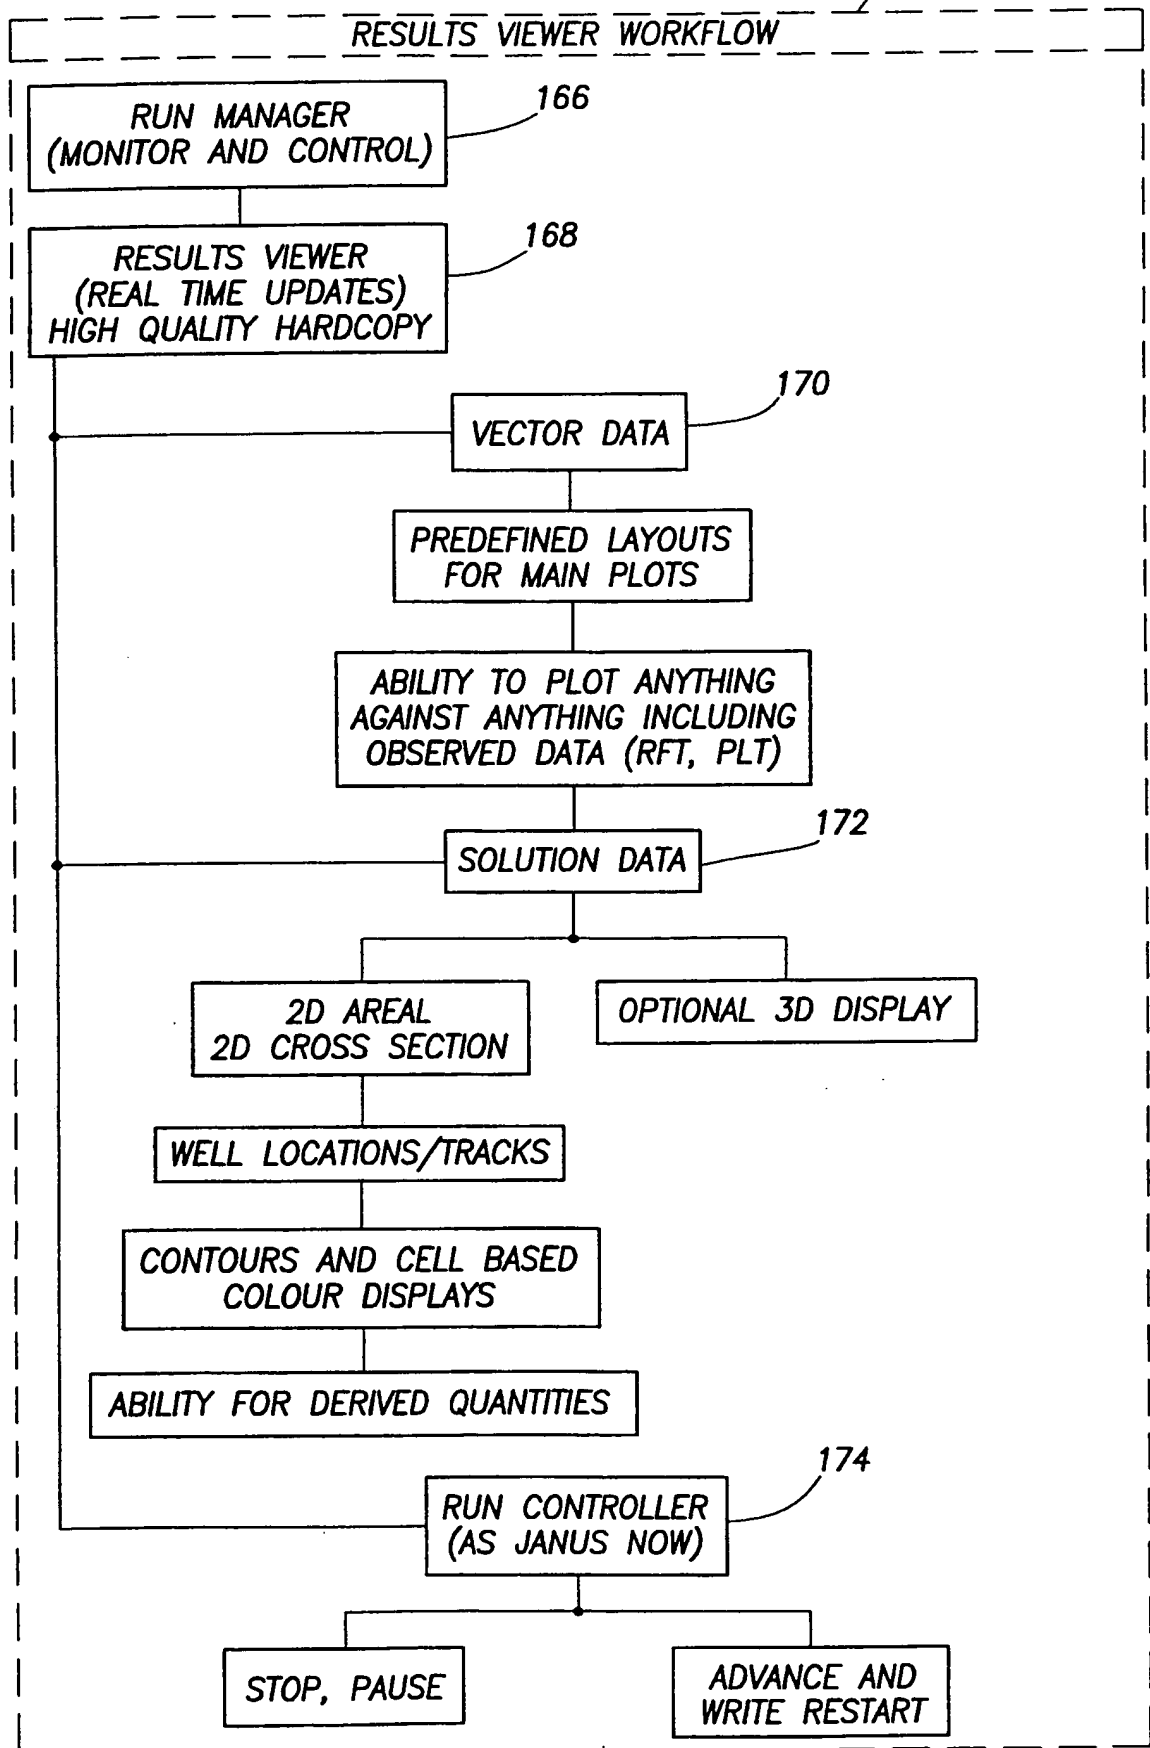 RESULTS VIEWER WORKFLOW
166
RUN MANAGER
(MONITOR AND CONTROL)
168
RESULTS VIEWER
(REAL TIME UPDATES)
HIGH QUALITY HARDCOPY
170
VECTOR DATA
PREDEFINED LAYOUTS
FOR MAIN PLOTS
ABILITY TO PLOT ANYTHING
AGAINST ANYTHING INCLUDING
OBSERVED DATA (RFT, PLT)
172
SOLUTION DATA
2D AREAL
2D CROSS SECTION
OPTIONAL 3D DISPLAY
WELL LOCATIONS/TRACKS
CONTOURS AND CELL BASED
COLOUR DISPLAYS
ABILITY FOR DERIVED QUANTITIES
174
RUN CONTROLLER
(AS JANUS NOW)
STOP, PAUSE
ADVANCE AND
WRITE RESTART